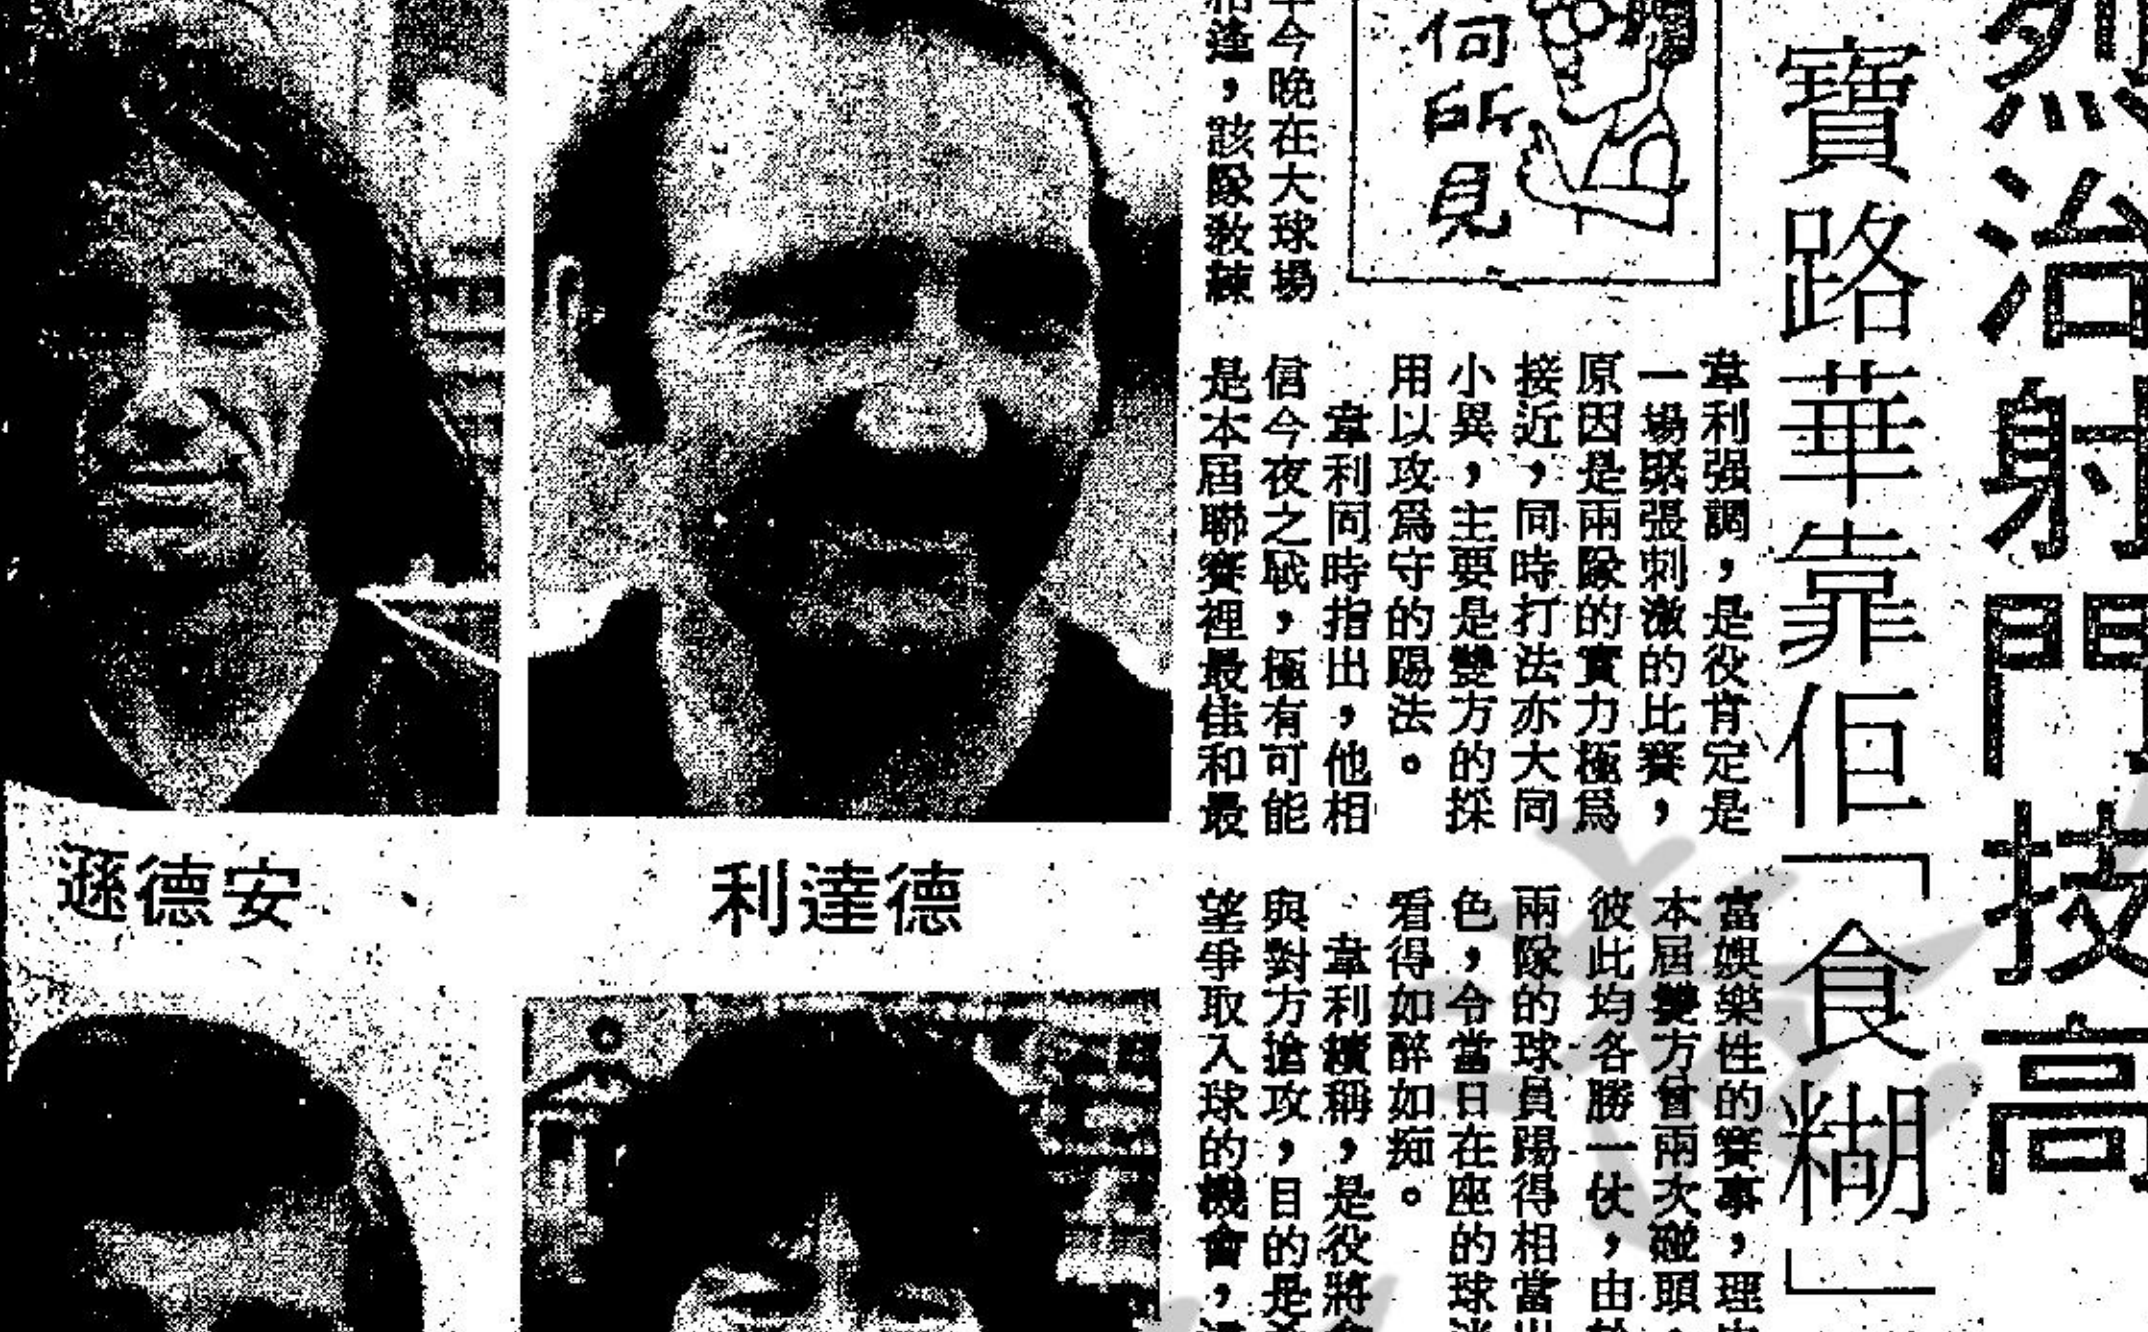 烈治射門技高
寶路華靠佢「食糊」
何所見
今晚在大球場
逢，該隊教練
韋利强調，是役肯定是
一場緊張刺激的比賽，
原因是兩隊的實力極爲
接近，同時打法亦大同
小異，主要是雙方的採
用以攻爲守的踢法。
韋利同時指出，他相
信今夜之戰，極有可能
是本屆聯賽裡最佳和最
富娛樂性的賽事，理
本屆雙方曾兩次碰頭，
彼此均各勝一仗，由
兩隊的球員踢得相當出
色，令當日在座的球迷
看得如醉如痴。
韋利續稱，是役將會
與對方搶攻，目的是希
望爭取入球的機會，
德達利
安德遜